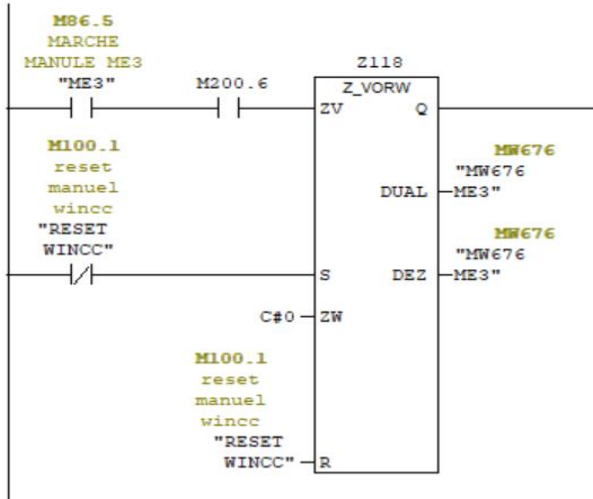 M86.5
MARCHE
MANULE ME3
"ME3"
M200.6
Z118
Z_VORW
ZV
Q
M100.1
reset
manuel
wincc
"RESET
WINCC"
MW676
"MW676
DUAL
ME3"
MW676
"MW676
S
DEZ
ME3"
C#0
ZW
M100.1
reset
manuel
wincc
"RESET
WINCC"
R